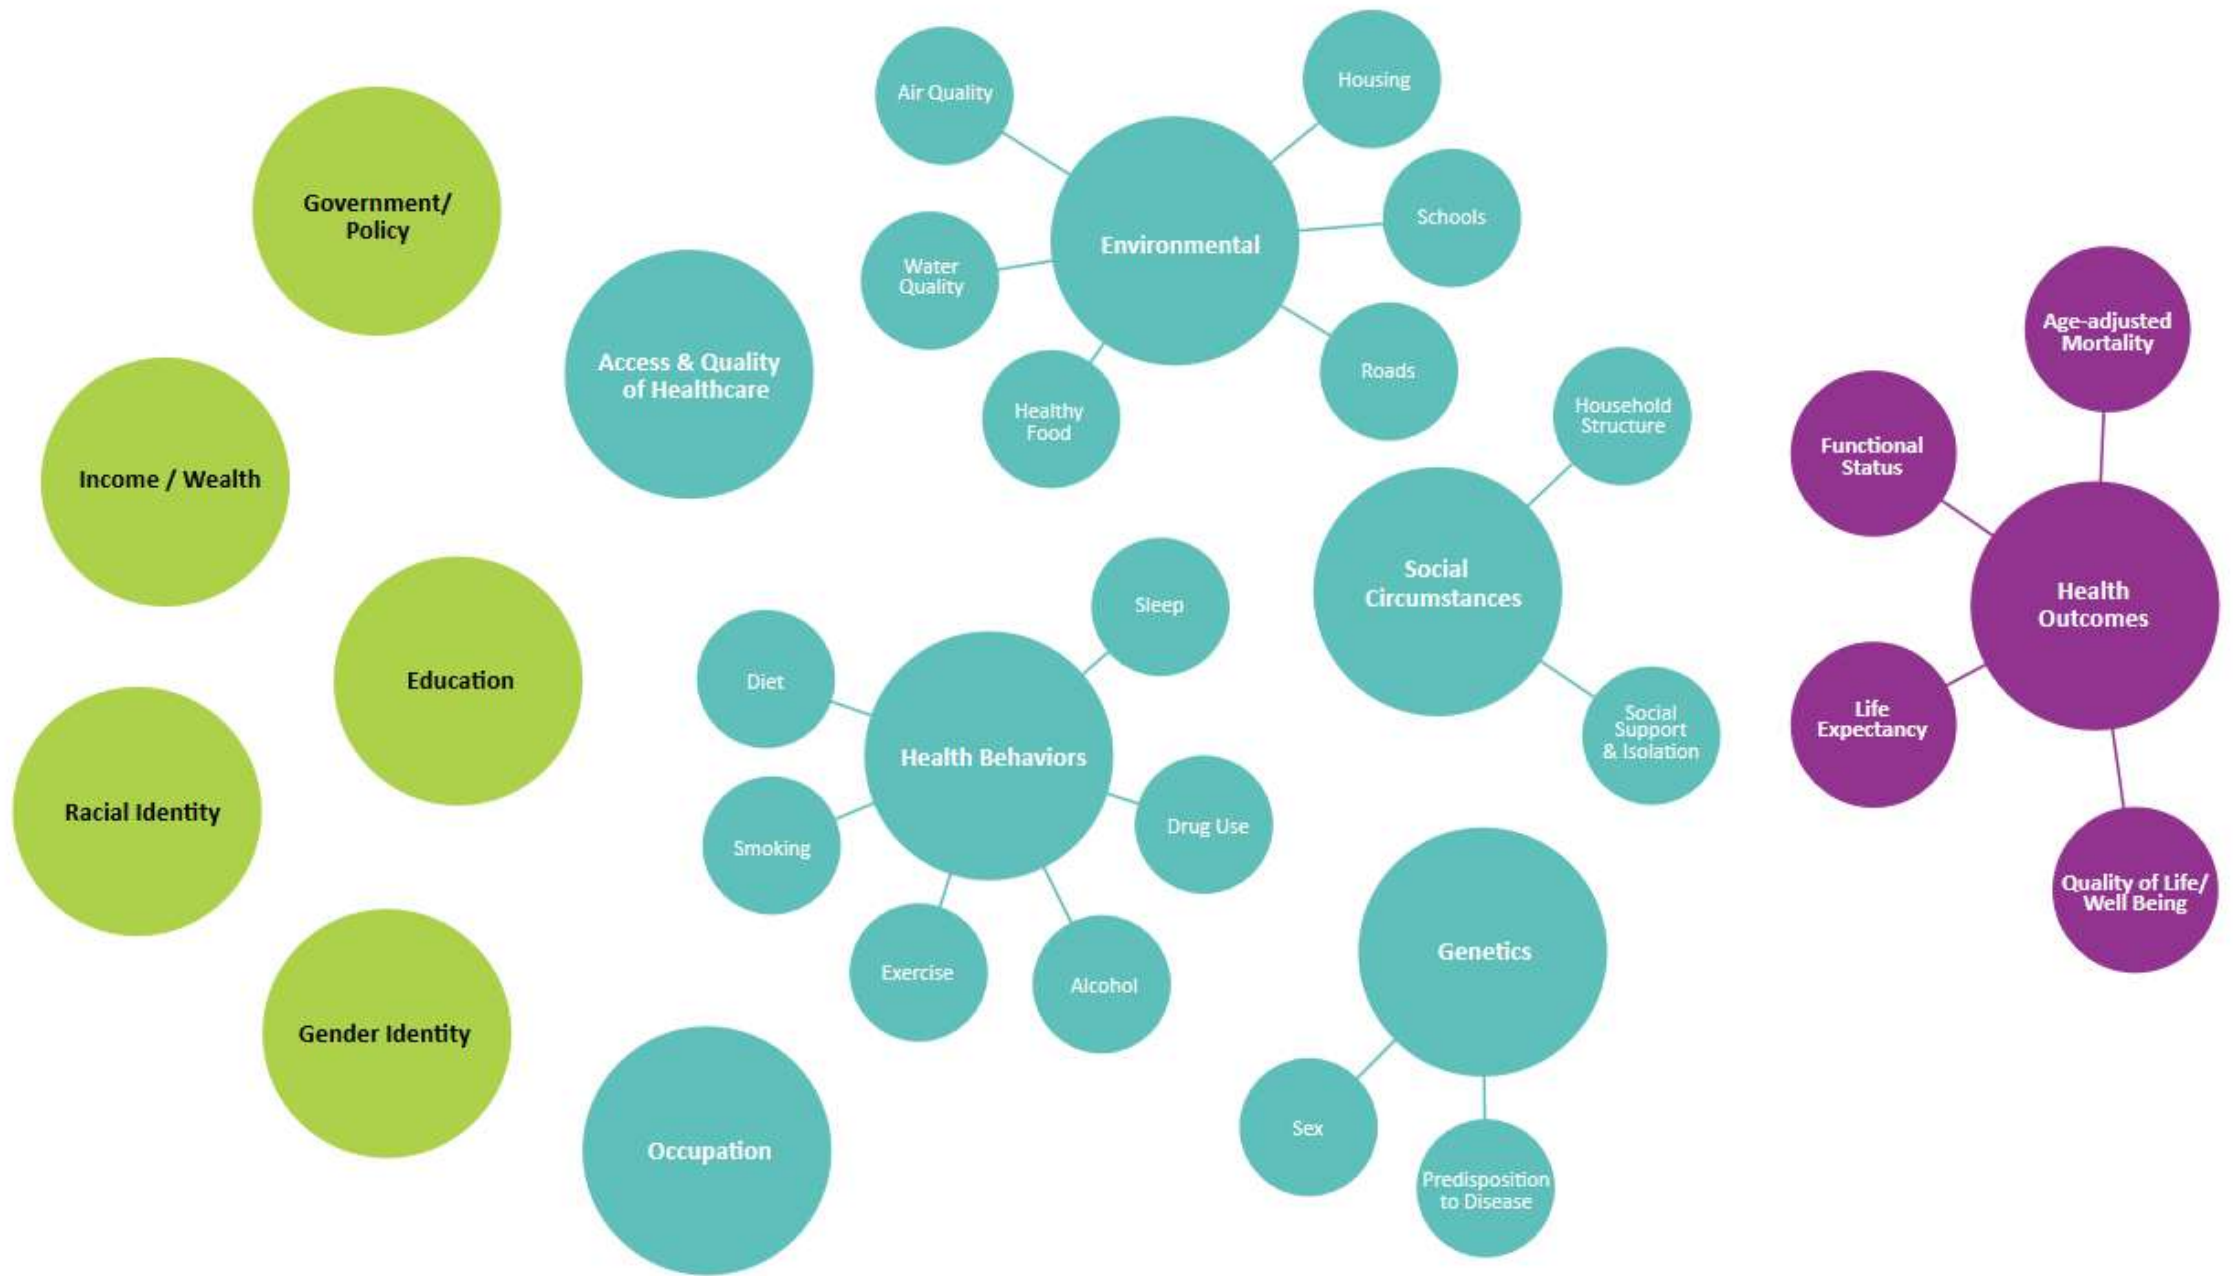 Government/
Policy
Income / Wealth
Education
Racial Identity
Gender Identity
Access & Quality
of Healthcare
Occupation
Environmental
Air Quality
Water
Quality
Healthy
Food
Housing
Schools
Roads
Health Behaviors
Sleep
Diet
Smoking
Exercise
Alcohol
Drug Use
Social
Circumstances
Household
Structure
Social
Support
& Isolation
Genetics
Sex
Predisposition
to Disease
Health
Outcomes
Age-adjusted
Mortality
Functional
Status
Life
Expectancy
Quality of Life/
Well Being